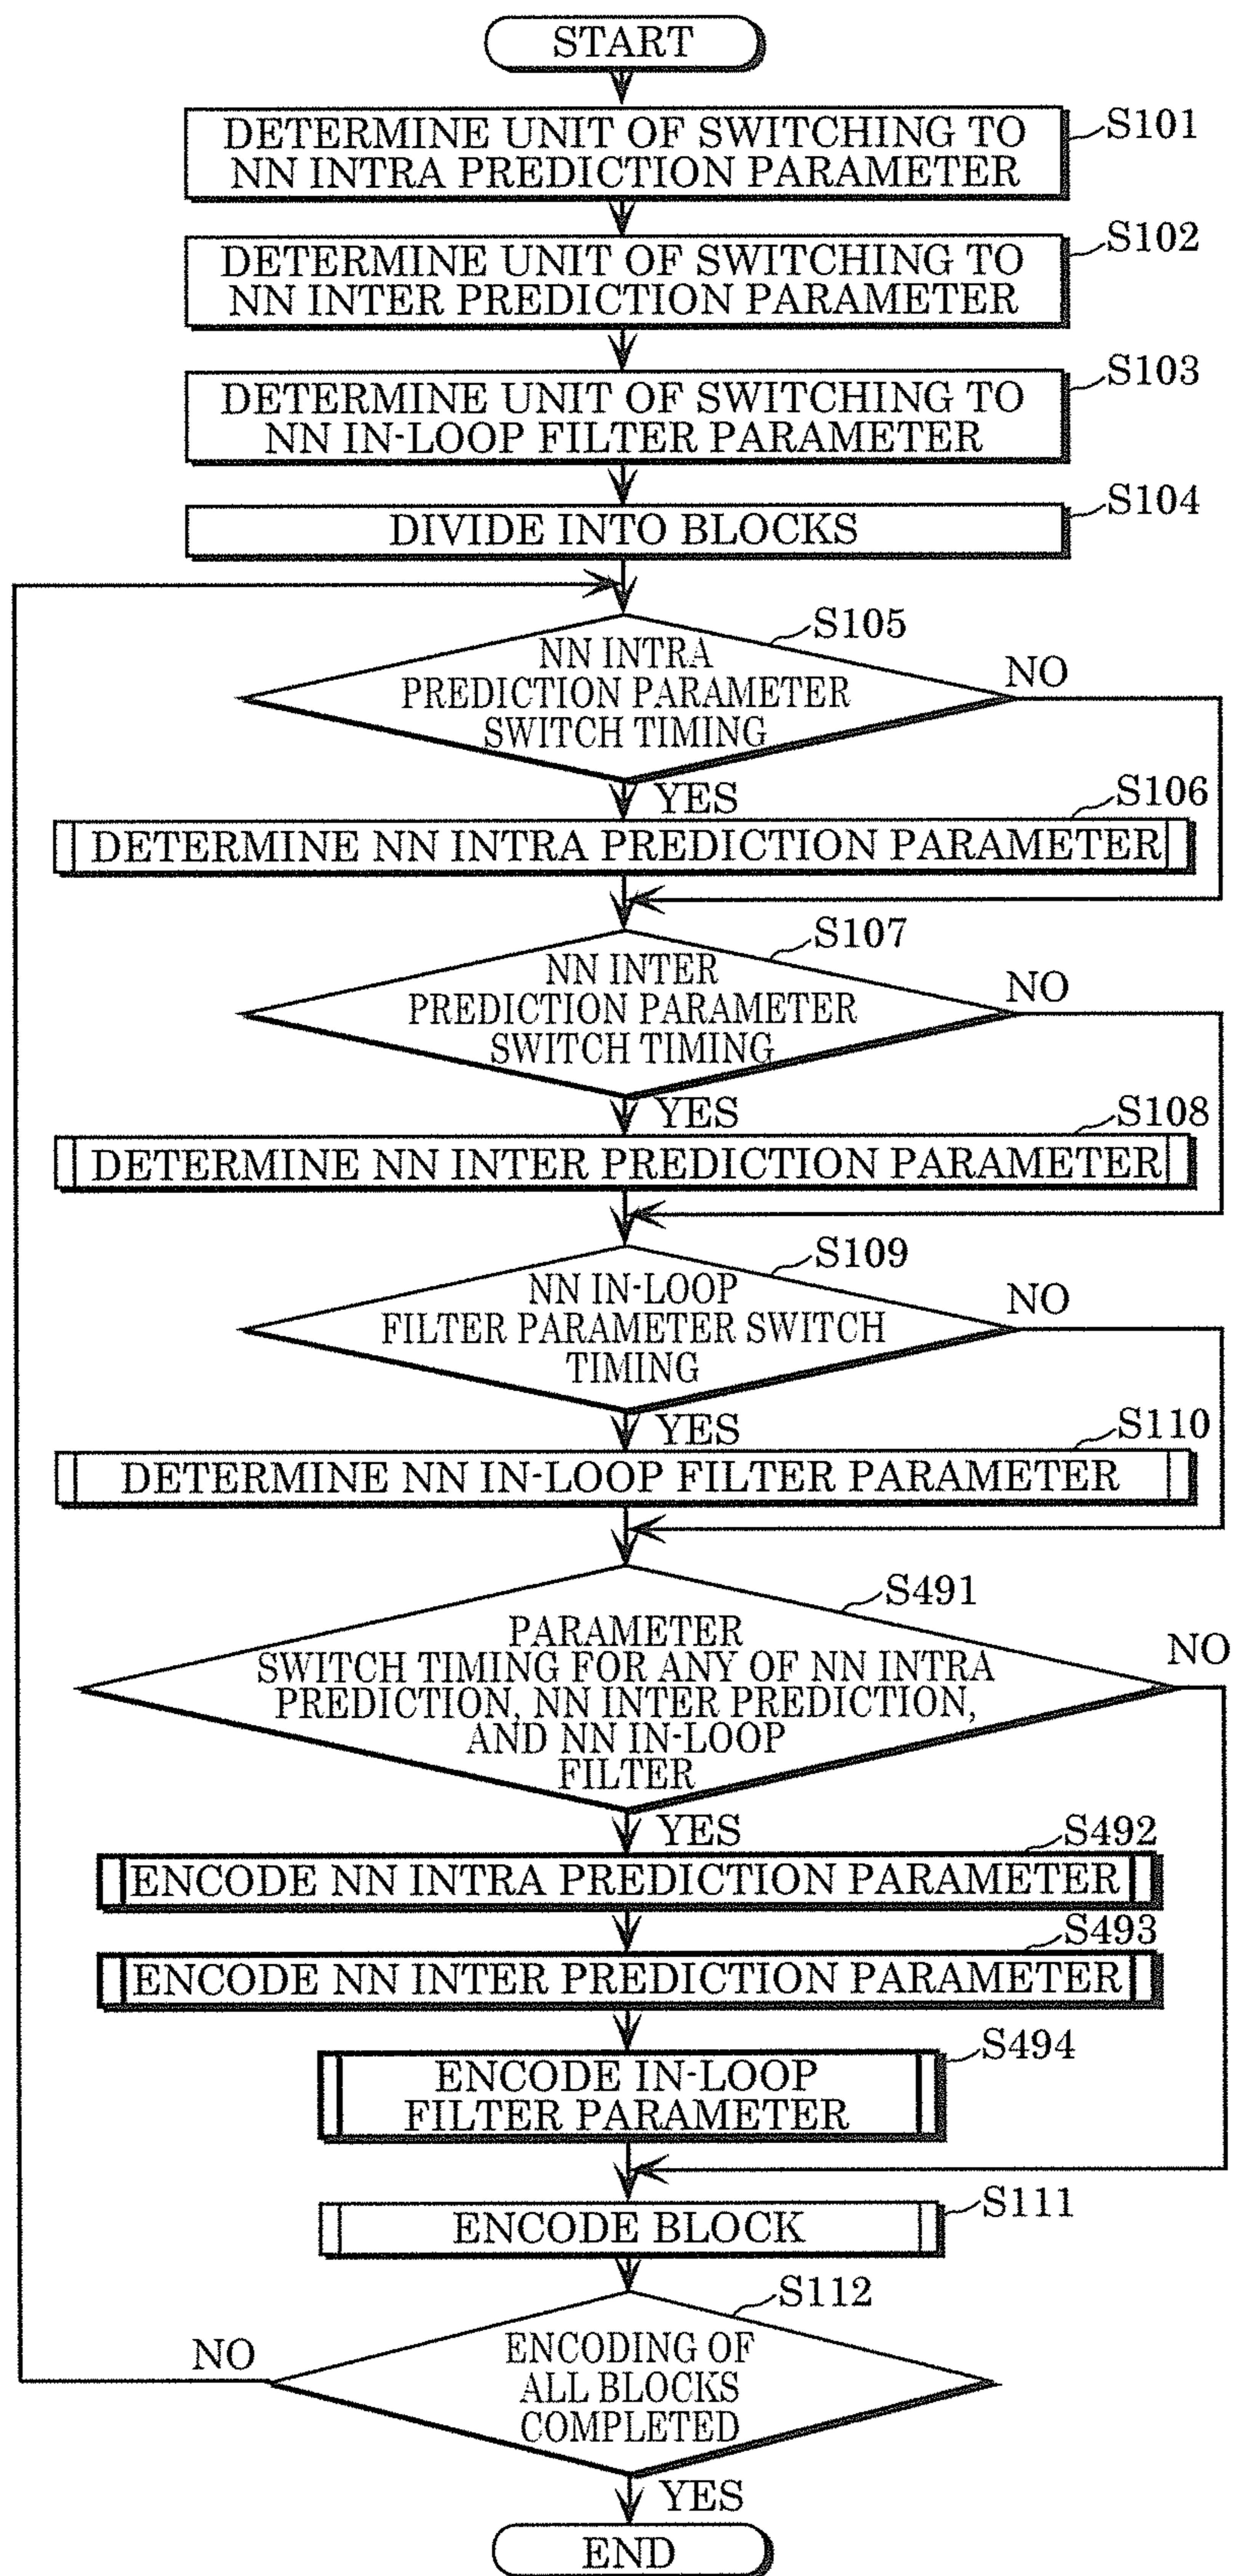 START
DETERMINE UNIT OF SWITCHING TO
NN INTRA PREDICTION PARAMETER
S101
DETERMINE UNIT OF SWITCHING TO
NN INTER PREDICTION PARAMETER
S102
DETERMINE UNIT OF SWITCHING TO
NN IN-LOOP FILTER PARAMETER
S103
DIVIDE INTO BLOCKS
S104
S105
NN INTRA
PREDICTION PARAMETER
SWITCH TIMING
NO
YES
S106
DETERMINE NN INTRA PREDICTION PARAMETER
S107
NN INTER
PREDICTION PARAMETER
SWITCH TIMING
NO
YES
S108
DETERMINE NN INTER PREDICTION PARAMETER
S109
NN IN-LOOP
FILTER PARAMETER SWITCH
TIMING
NO
YES
S110
DETERMINE NN IN-LOOP FILTER PARAMETER
S491
PARAMETER
SWITCH TIMING FOR ANY OF NN INTRA
PREDICTION, NN INTER PREDICTION,
AND NN IN-LOOP
FILTER
NO
YES
S492
ENCODE NN INTRA PREDICTION PARAMETER
S493
ENCODE NN INTER PREDICTION PARAMETER
S494
ENCODE IN-LOOP
FILTER PARAMETER
S111
ENCODE BLOCK
S112
ENCODING OF
ALL BLOCKS
COMPLETED
NO
YES
END